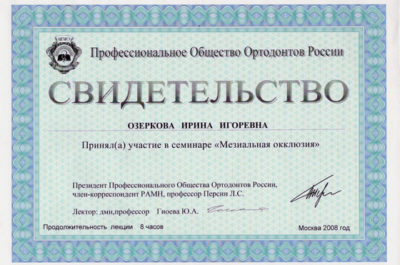 Профессиональное Общество Ортодонтов России
СВИДЕТЕЛЬСТВО
ОЗЕРКОВА ИРИНА ИГОРЕВНА
Принял(а) участие в семинаре «Мезиальная окклюзия»
Президент Профессионального Общества Ортодонтов России,
член-корреспондент РАМН, профессор Персин Л.С.
Лектор: дмн,профессор Гиоева Ю.А.
Продолжительность лекции 8 часов
Москва 2008 год